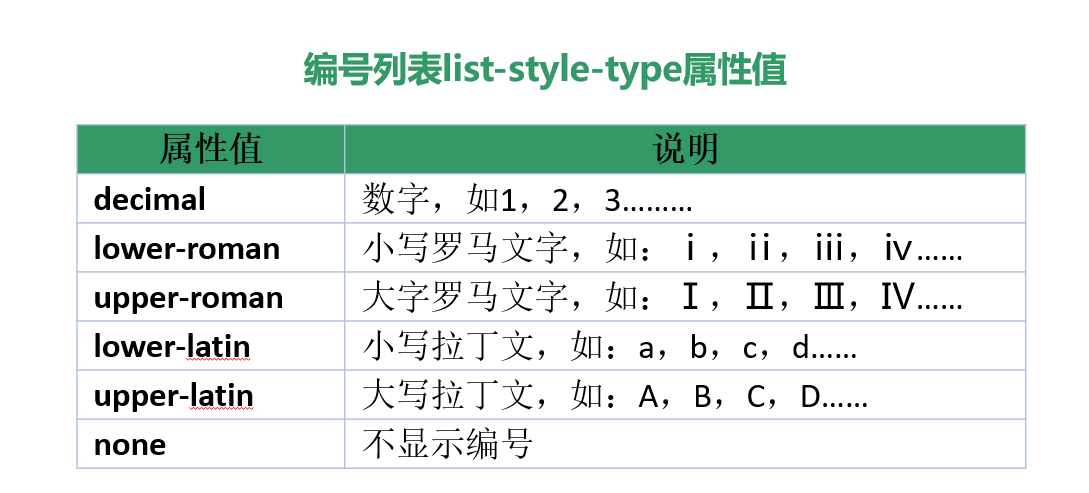 编号列表list-style-type属性值
属性值 说明
decimal 数字，如1，2，3………
lower-roman 小写罗马文字，如：ⅰ，ⅱ，ⅲ，ⅳ……
upper-roman 大字罗马文字，如：Ⅰ，Ⅱ，Ⅲ，Ⅳ……
lower-latin 小写拉丁文，如：a，b，c，d……
upper-latin 大写拉丁文，如：A，B，C，D……
none 不显示编号